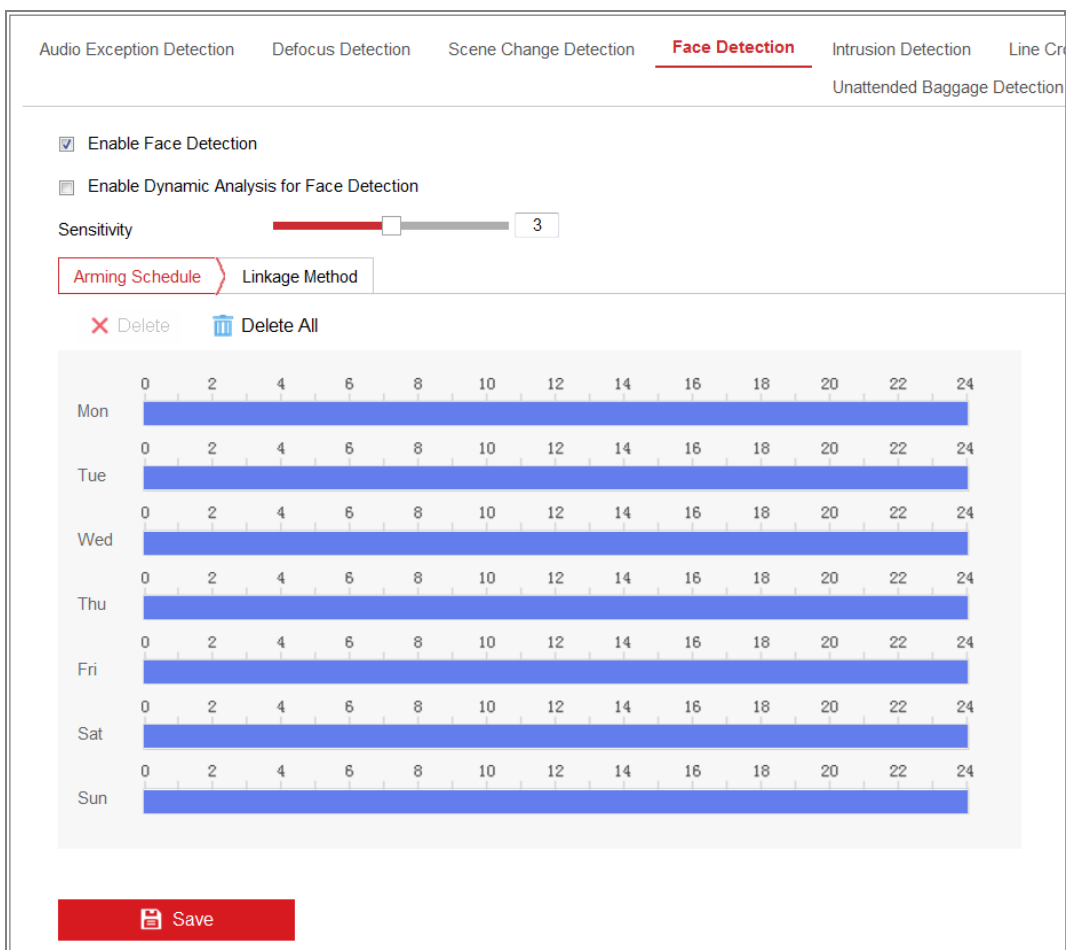 Audio Exception Detection Defocus Detection Scene Change Detection Face Detection Intrusion Detection Line Cro
Unattended Baggage Detection
Enable Face Detection
Enable Dynamic Analysis for Face Detection
Sensitivity 3
Arming Schedule Linkage Method
Delete Delete All
0 2 4 6 8 10 12 14 16 18 20 22 24
Mon
0 2 4 6 8 10 12 14 16 18 20 22 24
Tue
0 2 4 6 8 10 12 14 16 18 20 22 24
Wed
0 2 4 6 8 10 12 14 16 18 20 22 24
Thu
0 2 4 6 8 10 12 14 16 18 20 22 24
Fri
0 2 4 6 8 10 12 14 16 18 20 22 24
Sat
0 2 4 6 8 10 12 14 16 18 20 22 24
Sun
Save